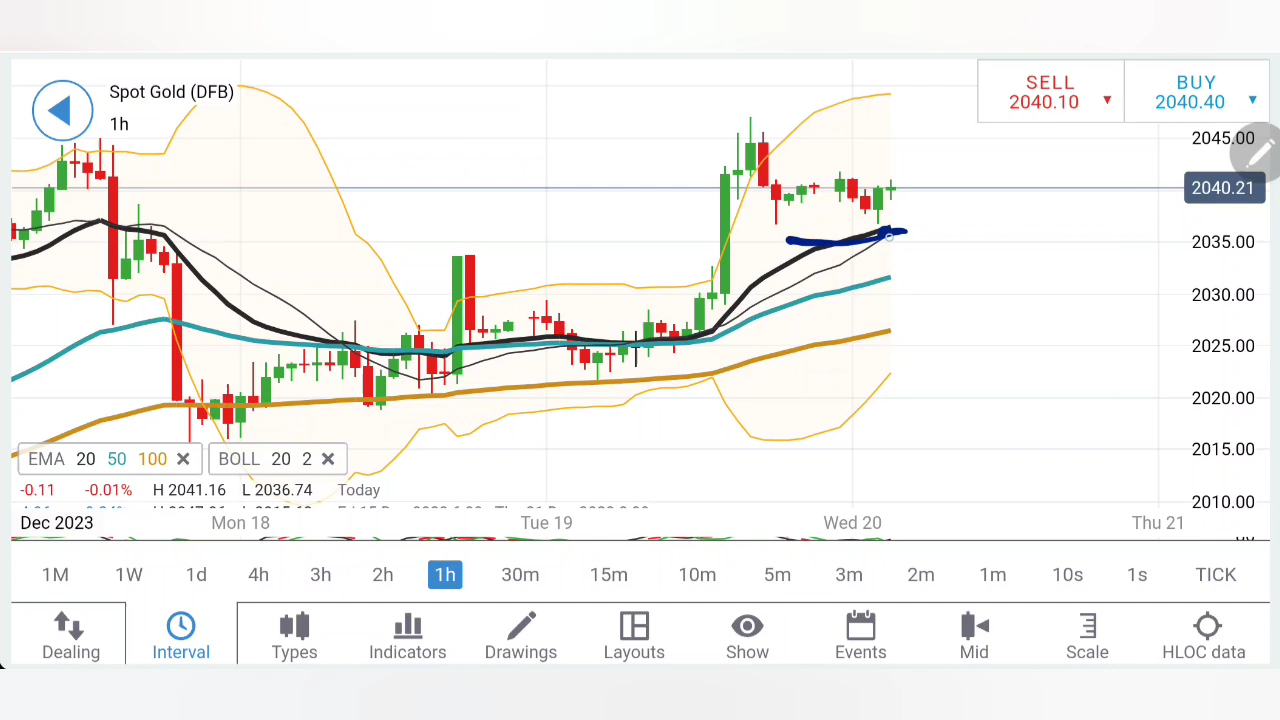 Spot Gold (DFB)
1h
SELL
2040.10
BUY
2040.40
2045.00
2040.21
2035.00
2030.00
2025.00
2020.00
2015.00
2010.00
EMA 20 50 100
BOLL 20 2
-0.11 -0.01% H 2041.16 L 2036.74 Today
Dec 2023 Mon 18 Tue 19 Wed 20 Thu 21
1M 1W 1d 4h 3h 2h 1h 30m 15m 10m 5m 3m 2m 1m 10s 1s TICK
Dealing Interval Types Indicators Drawings Layouts Show Events Mid Scale HLOC data